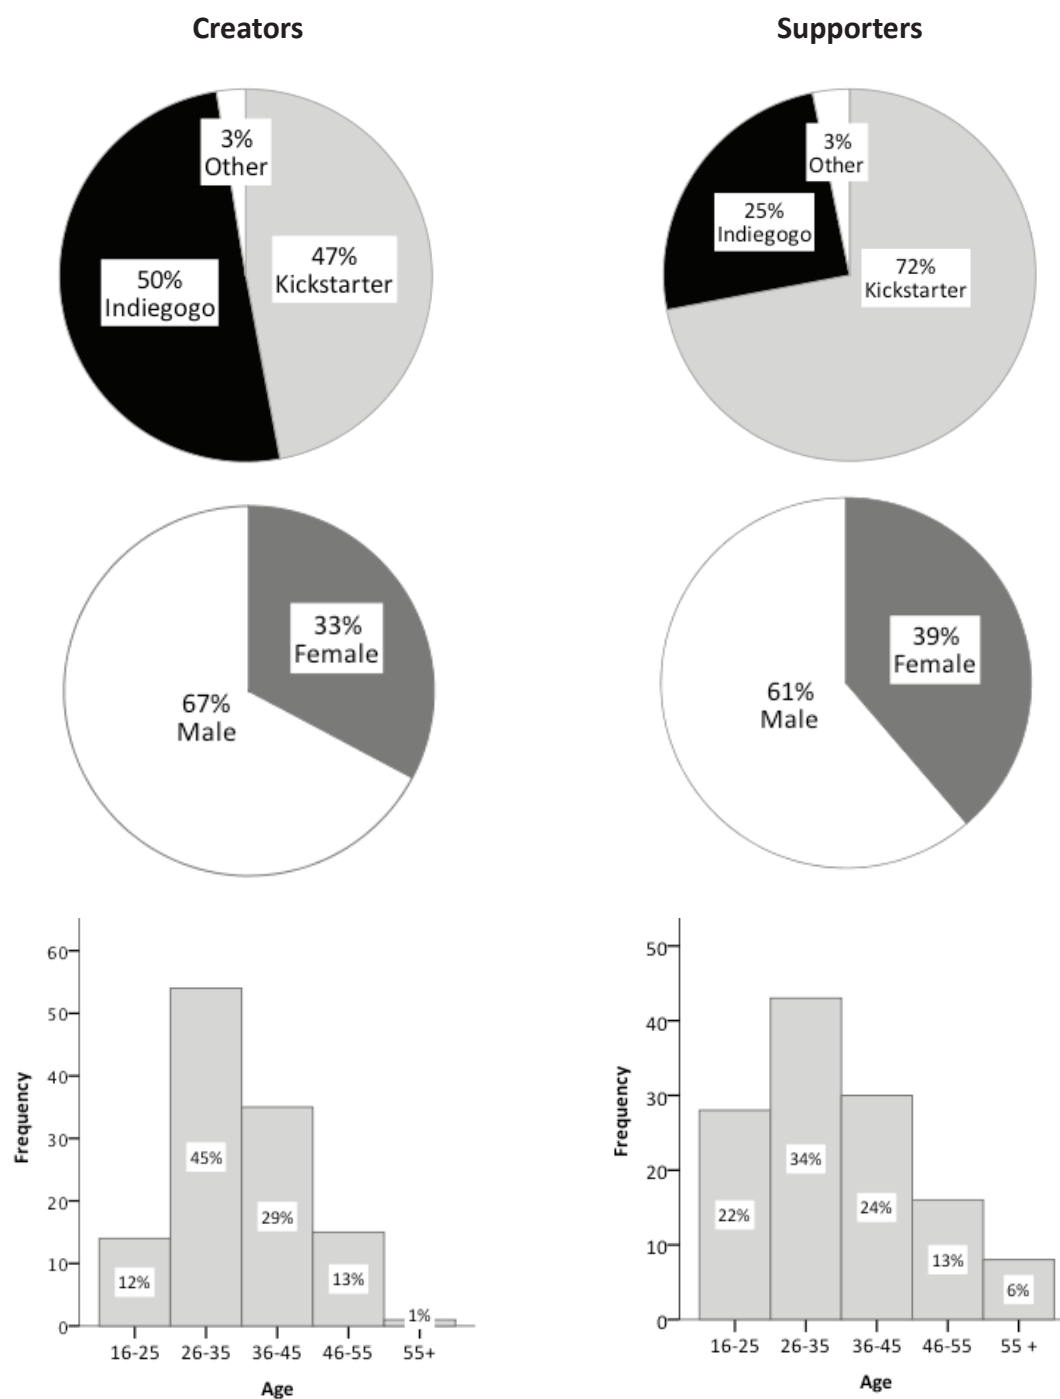 Creators
Supporters
3%
Other
47%
Kickstarter
50%
Indiegogo
3%
Other
25%
Indiegogo
72%
Kickstarter
33%
Female
67%
Male
39%
Female
61%
Male
Frequency
60
50
40
30
20
10
0
12%
45%
29%
13%
1%
16-25
26-35
36-45
46-55
55+
Age
Frequency
50
40
30
20
10
0
22%
34%
24%
13%
6%
16-25
26-35
36-45
46-55
55 +
Age